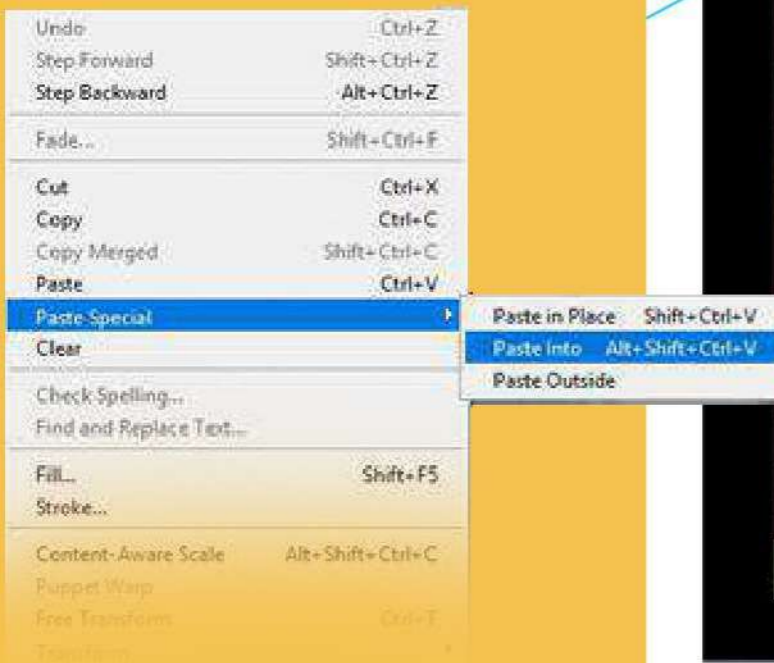 Undo Ctrl+Z
Step Forward Shift+Ctrl+Z
Step Backward Alt+Ctrl+Z
Fade... Shift+Ctrl+F
Cut Ctrl+X
Copy Ctrl+C
Copy Merged Shift+Ctrl+C
Paste Ctrl+V
Paste Special
Paste in Place Shift+Ctrl+V
Paste Into Alt+Shift+Ctrl+V
Paste Outside
Clear
Check Spelling...
Find and Replace Text...
Fill... Shift+F5
Stroke...
Content-Aware Scale Alt+Shift+Ctrl+C
Puppet Warp
Free Transform Ctrl+T
Transform